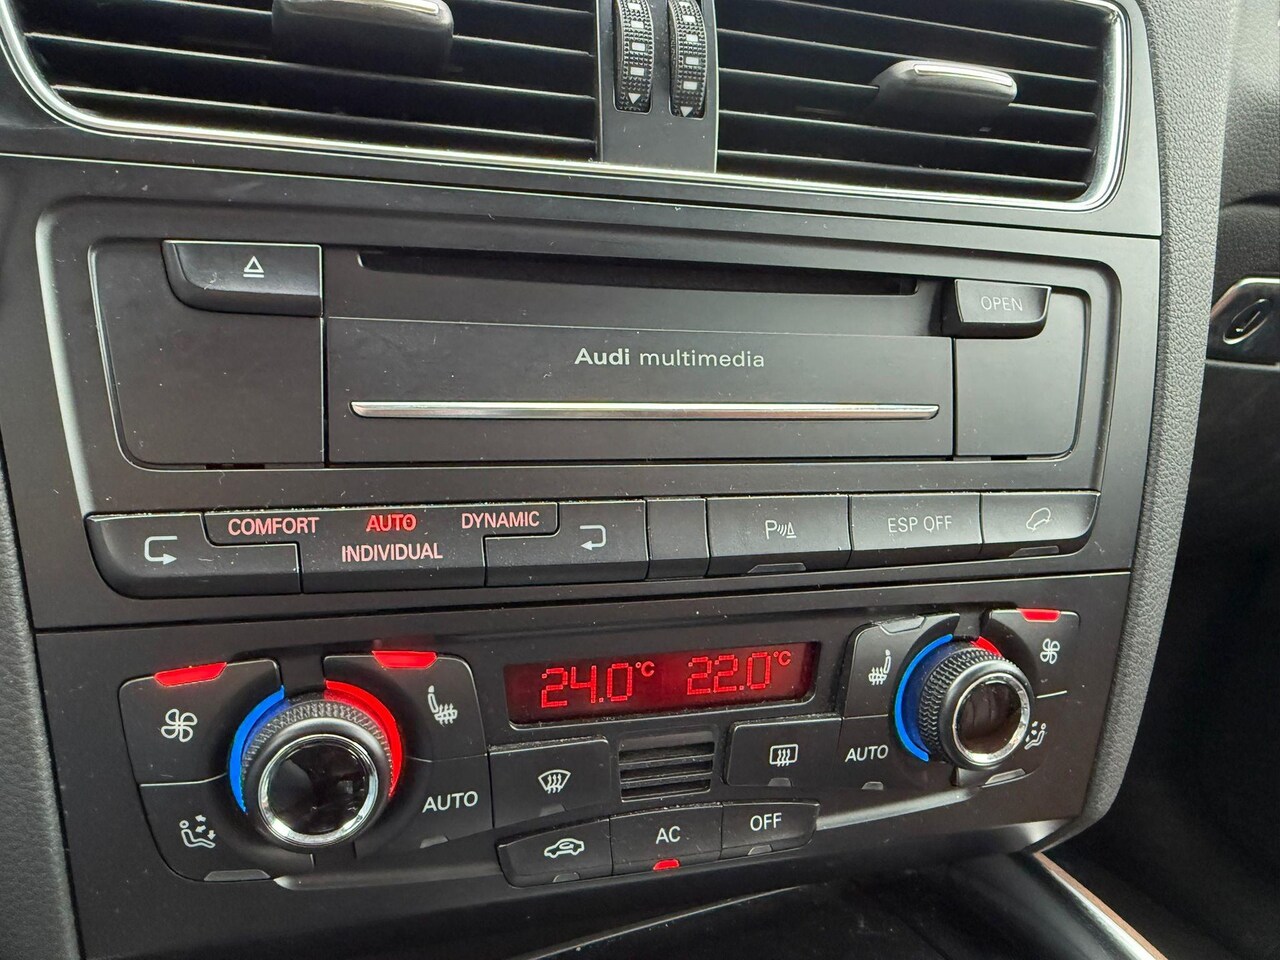 OPEN
Audi multimedia
COMFORT AUTO DYNAMIC
INDIVIDUAL
P
ESP OFF
24.0°C 22.0°C
AUTO
AUTO
AC
OFF